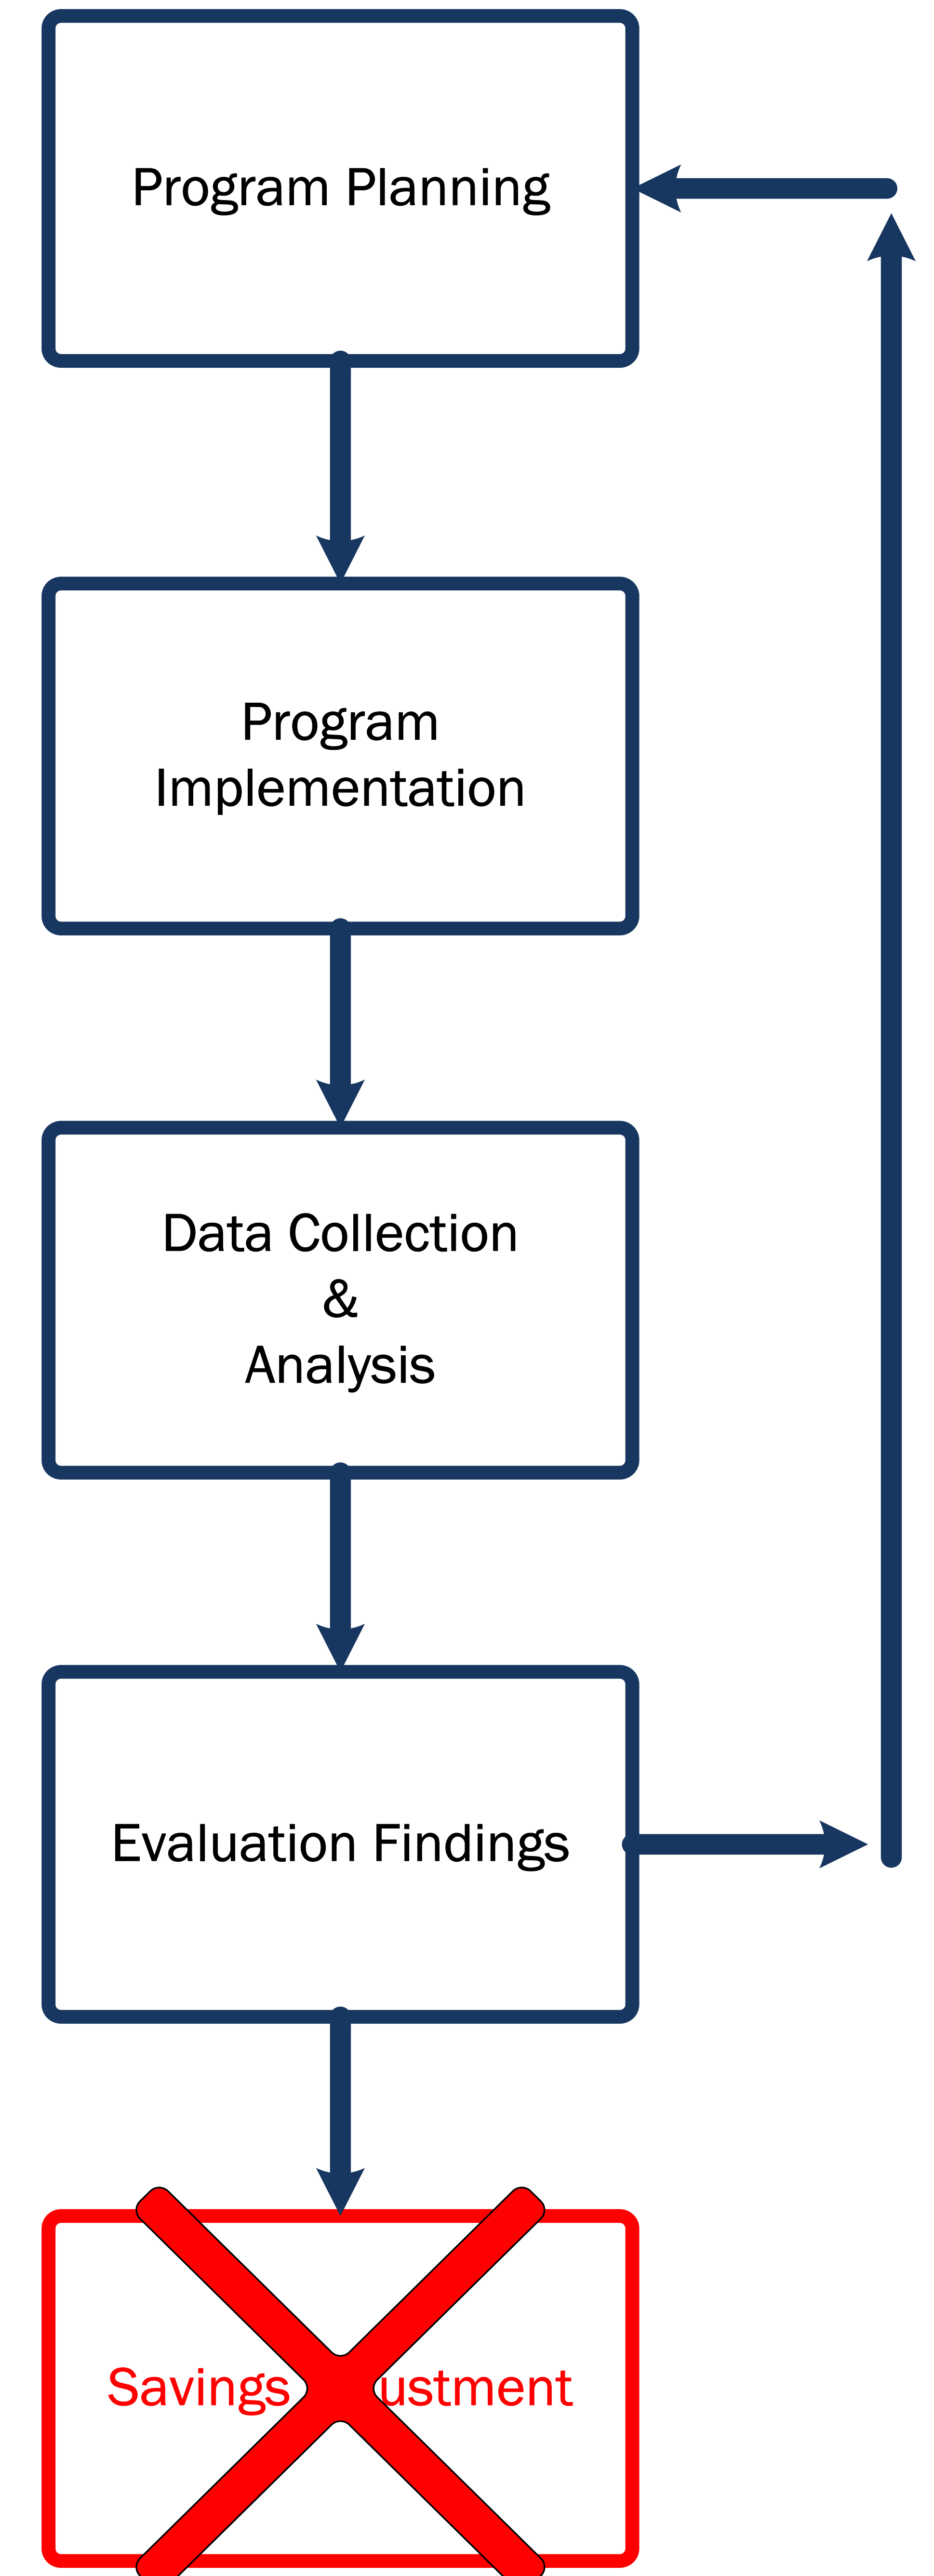 Program Planning
Program
Implementation
Data Collection
&
Analysis
Evaluation Findings
Savings ustment